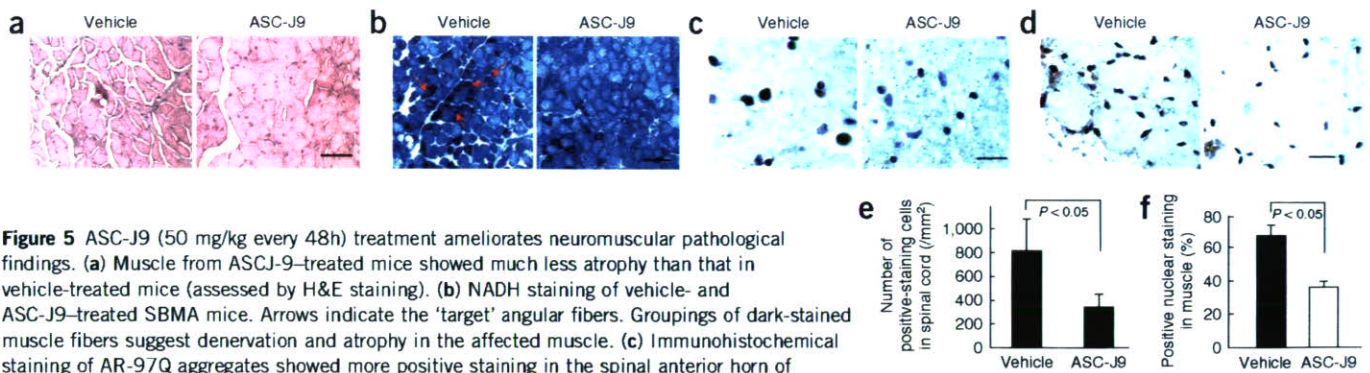 a Vehicle ASC-J9 b Vehicle ASC-J9 c Vehicle ASC-J9 d Vehicle ASC-J9
Figure 5 ASC-J9 (50 mg/kg every 48h) treatment ameliorates neuromuscular pathological
findings. (a) Muscle from ASCJ-9–treated mice showed much less atrophy than that in
vehicle-treated mice (assessed by H&E staining). (b) NADH staining of vehicle- and
ASC-J9–treated SBMA mice. Arrows indicate the 'target' angular fibers. Groupings of dark-stained
muscle fibers suggest denervation and atrophy in the affected muscle. (c) Immunohistochemical
staining of AR-97Q aggregates showed more positive staining in the spinal anterior horn of
e
Number of
positive-staining cells
in spinal cord (/mm²)
1,000
800
600
400
200
0
P < 0.05
Vehicle ASC-J9
f
Positive nuclear staining
in muscle (%)
80
60
40
20
0
P < 0.05
Vehicle ASC-J9